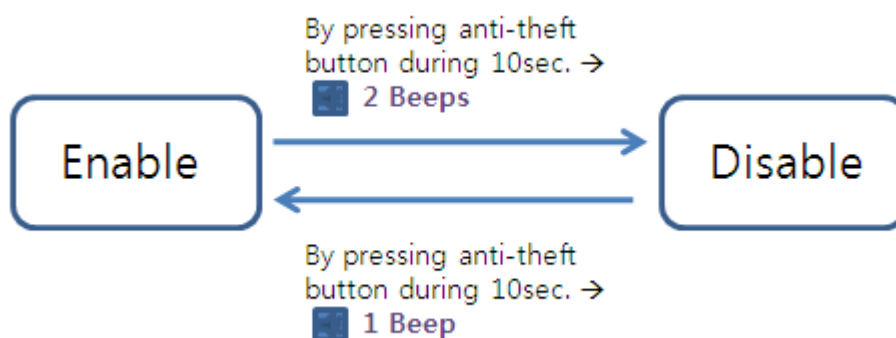 By pressing anti-theft
button during 10sec. →
2 Beeps
Enable
Disable
By pressing anti-theft
button during 10sec. →
1 Beep